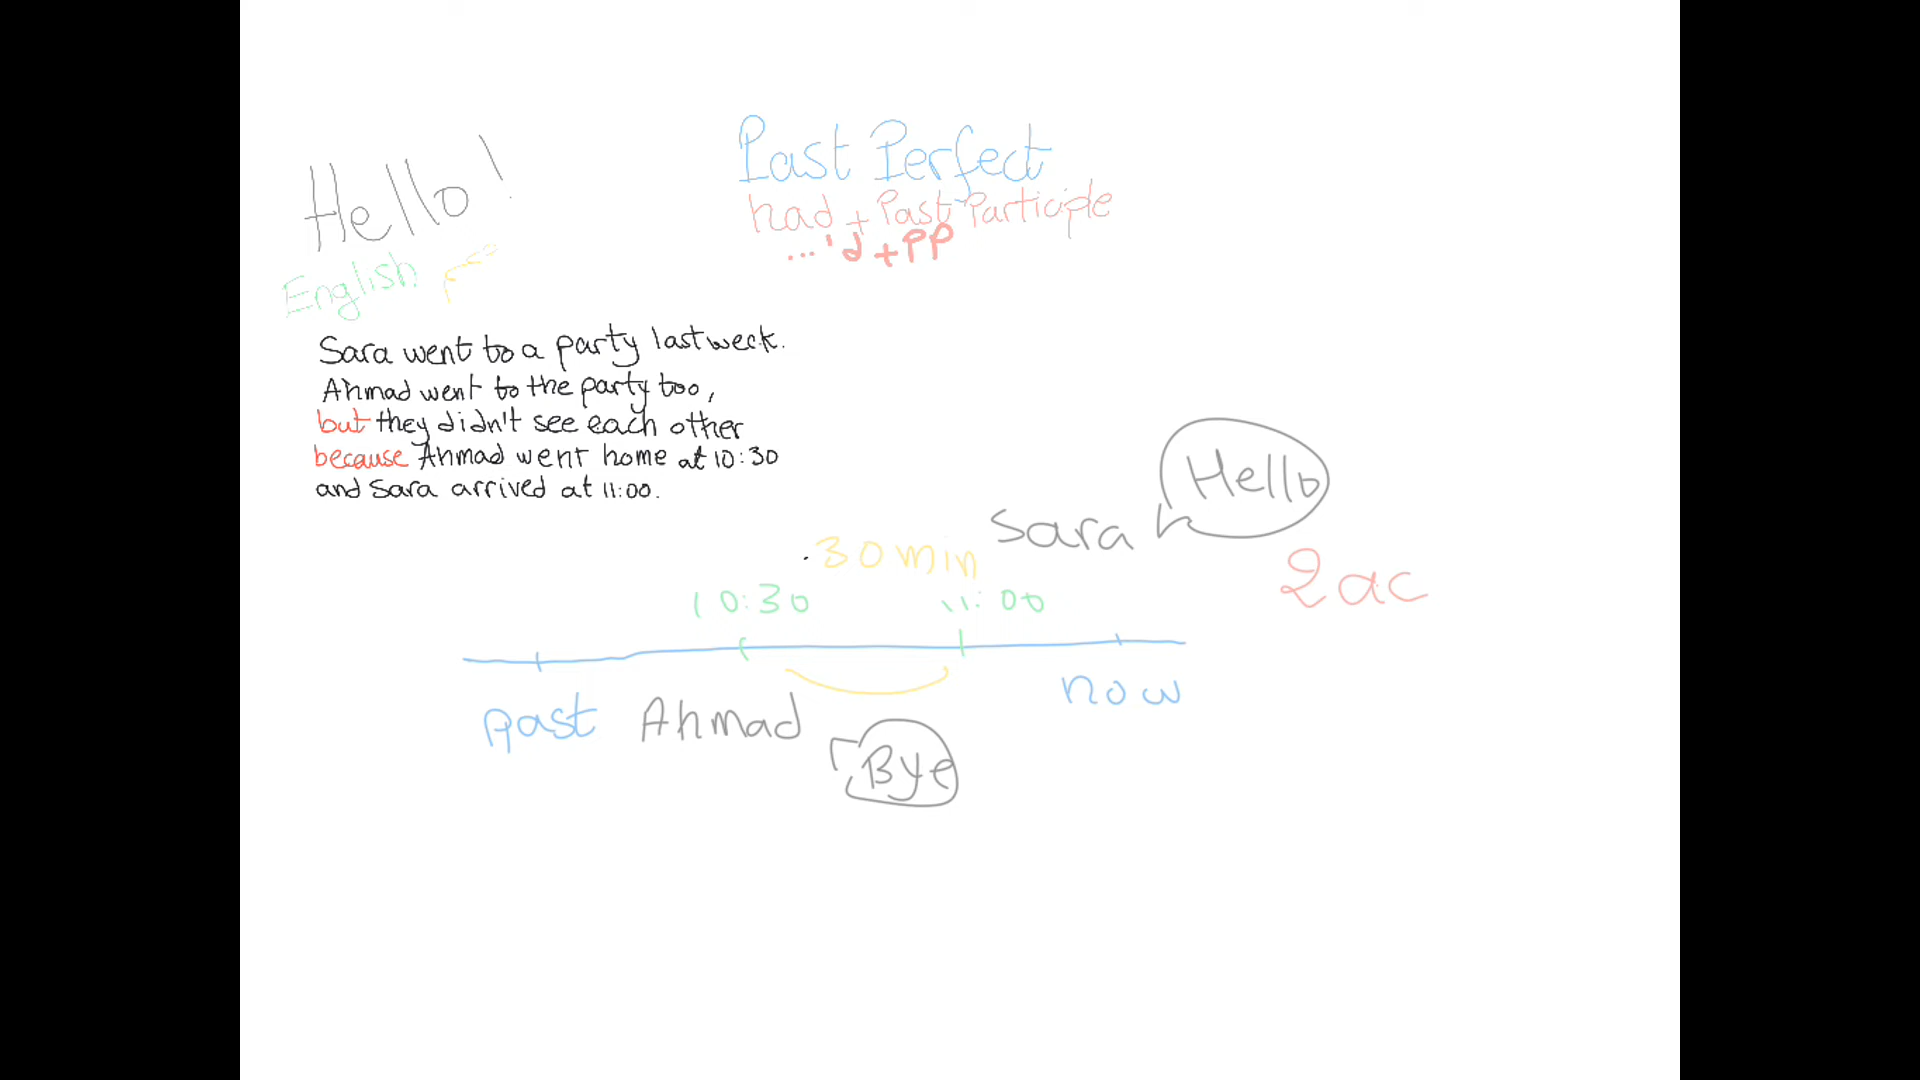 Hello!
Past Perfect
had + Past Participle
...'d + PP
English
Sara went to a party last week.
Ahmad went to the party too,
but they didn't see each other
because Ahmad went home at 10:30
and Sara arrived at 11:00.
Hello
Sara
30 min
2ac
10:30
11:00
past
Ahmad
now
Bye